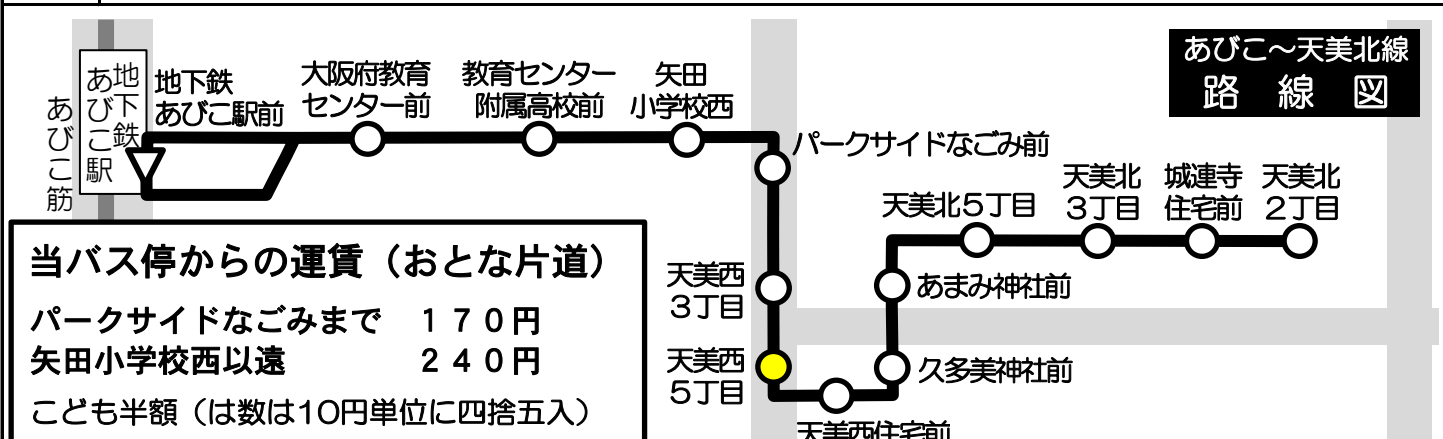 あびこ～天美北線
路線図
あびこ筋
地下鉄
あびこ駅
地下鉄
あびこ駅前
大阪府教育
センター前
教育センター
附属高校前
矢田
小学校西
パークサイドなごみ前
天美西
3丁目
天美西
5丁目
天美西住宅前
久多美神社前
あまみ神社前
天美北5丁目
天美北
3丁目
城連寺
住宅前
天美北
2丁目
当バス停からの運賃（おとな片道）
パークサイドなごみまで　１７０円
矢田小学校西以遠　２４０円
こども半額（は数は10円単位に四捨五入）